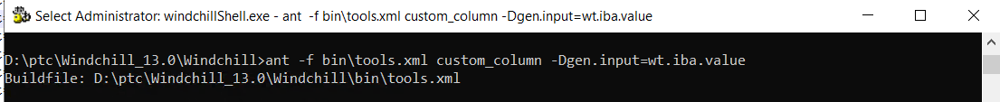 Select Administrator: windchillShell.exe - ant  -f bin\tools.xml custom_column -Dgen.input=wt.iba.value
D:\ptc\Windchill_13.0\Windchill>ant -f bin\tools.xml custom_column -Dgen.input=wt.iba.value
Buildfile: D:\ptc\Windchill_13.0\Windchill\bin\tools.xml